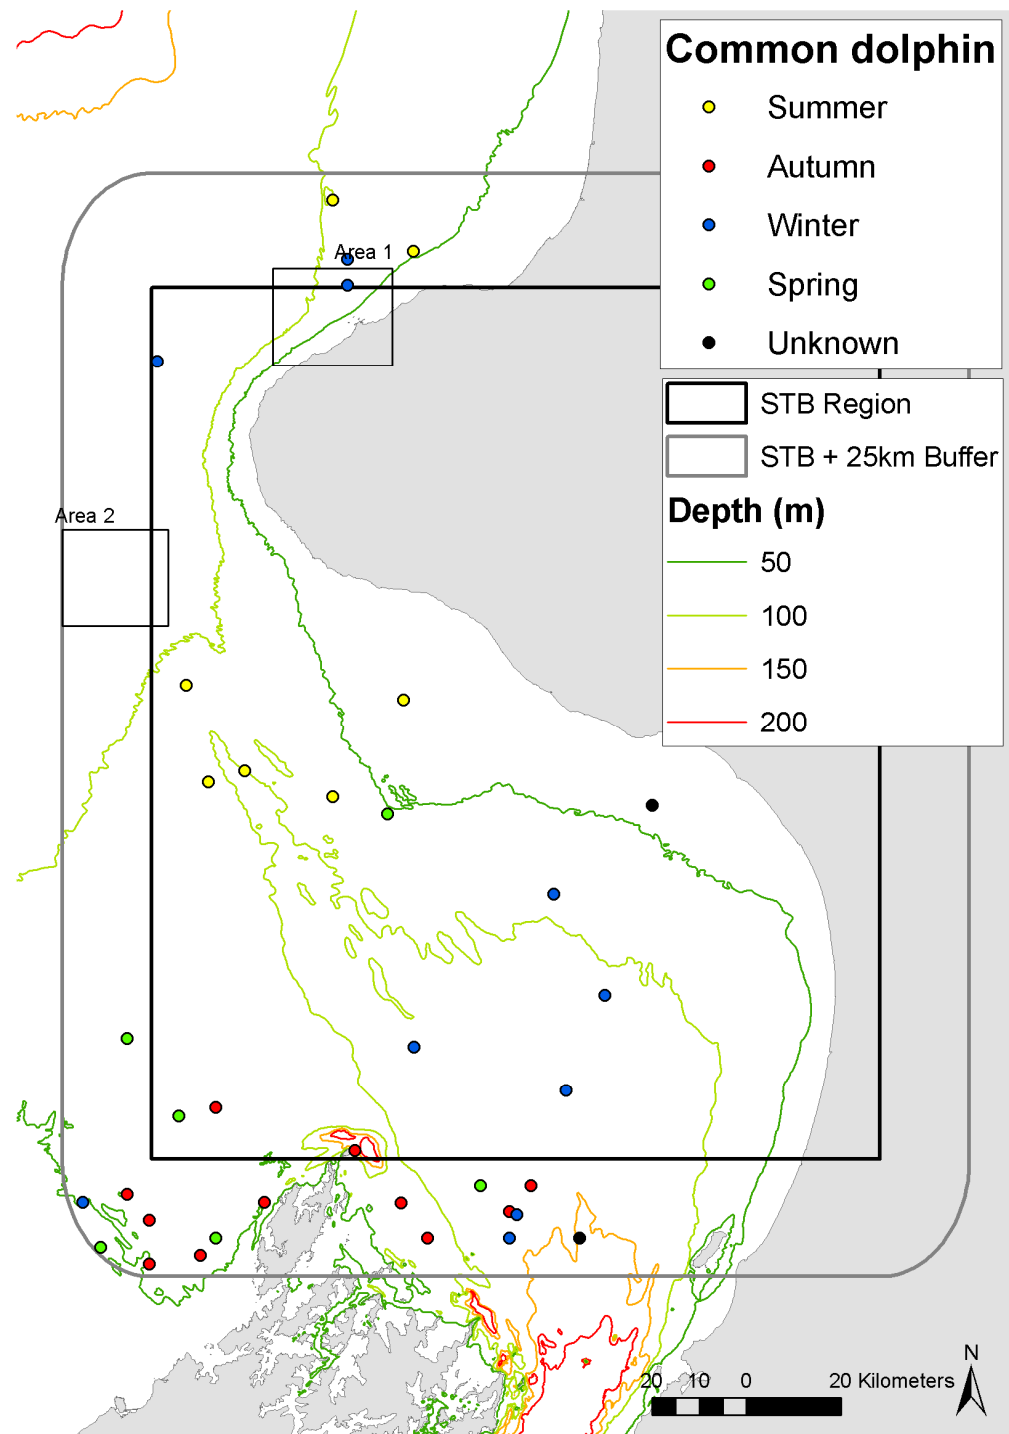 Common dolphin
Summer
Autumn
Winter
Spring
Unknown
STB Region
STB + 25km Buffer
Depth (m)
50
100
150
200
Area 1
Area 2
N
20 10 0 20 Kilometers